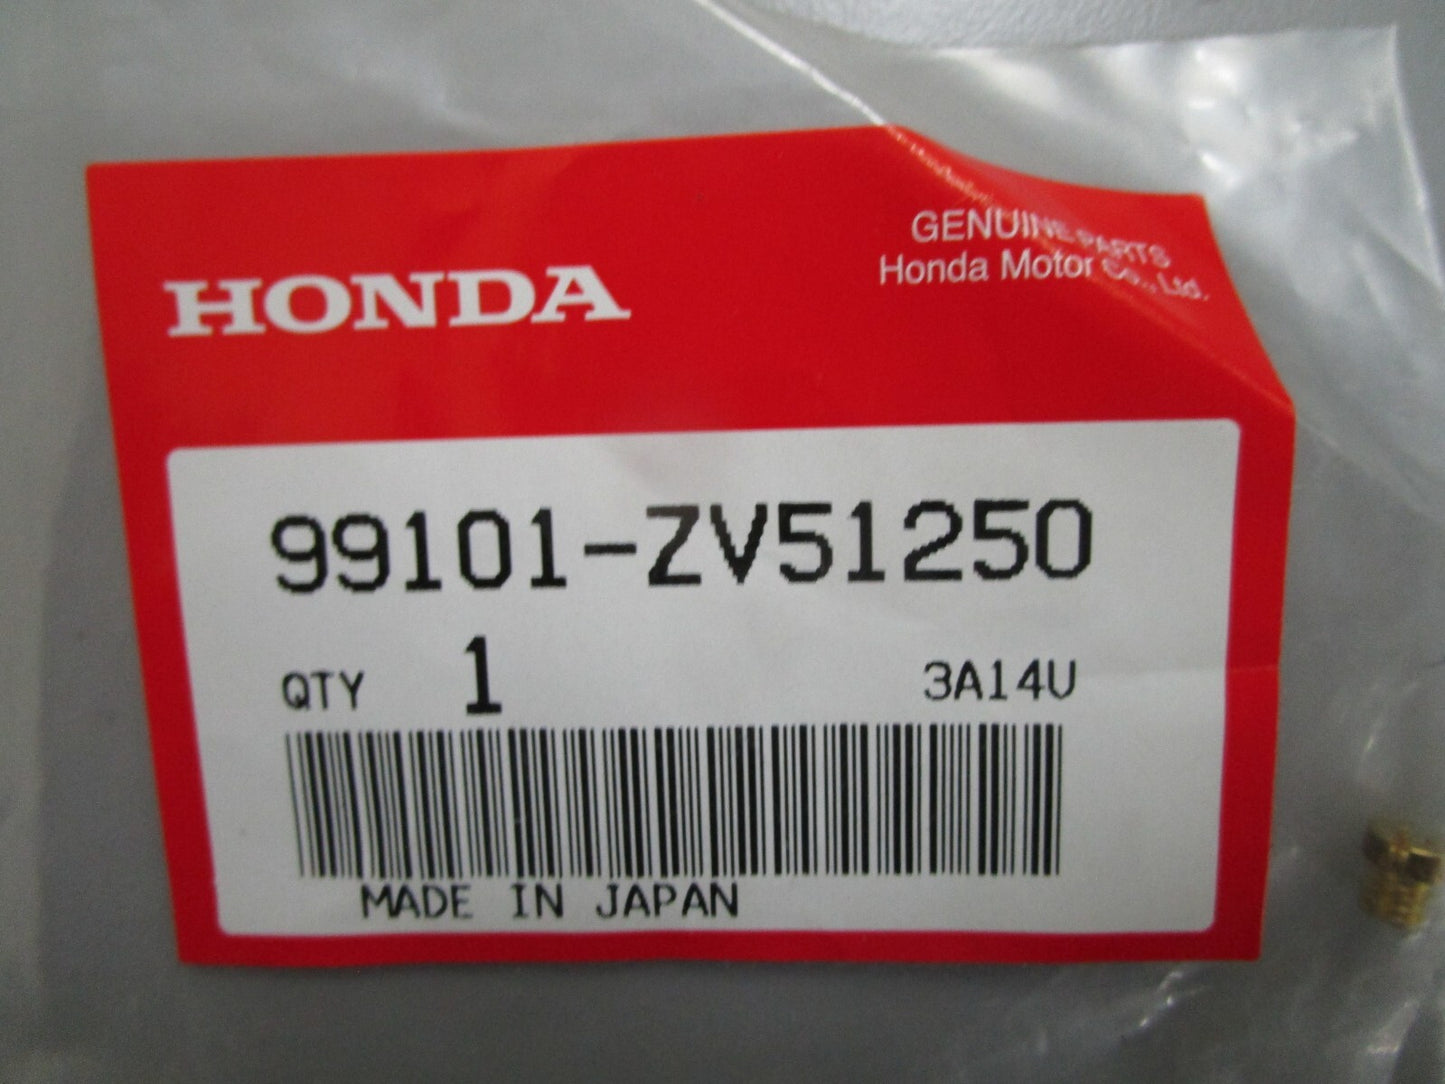 HONDA
GENUINE PARTS
Honda Motor Co., Ltd.
99101-ZV51250
QTY 1 3A14U
MADE IN JAPAN